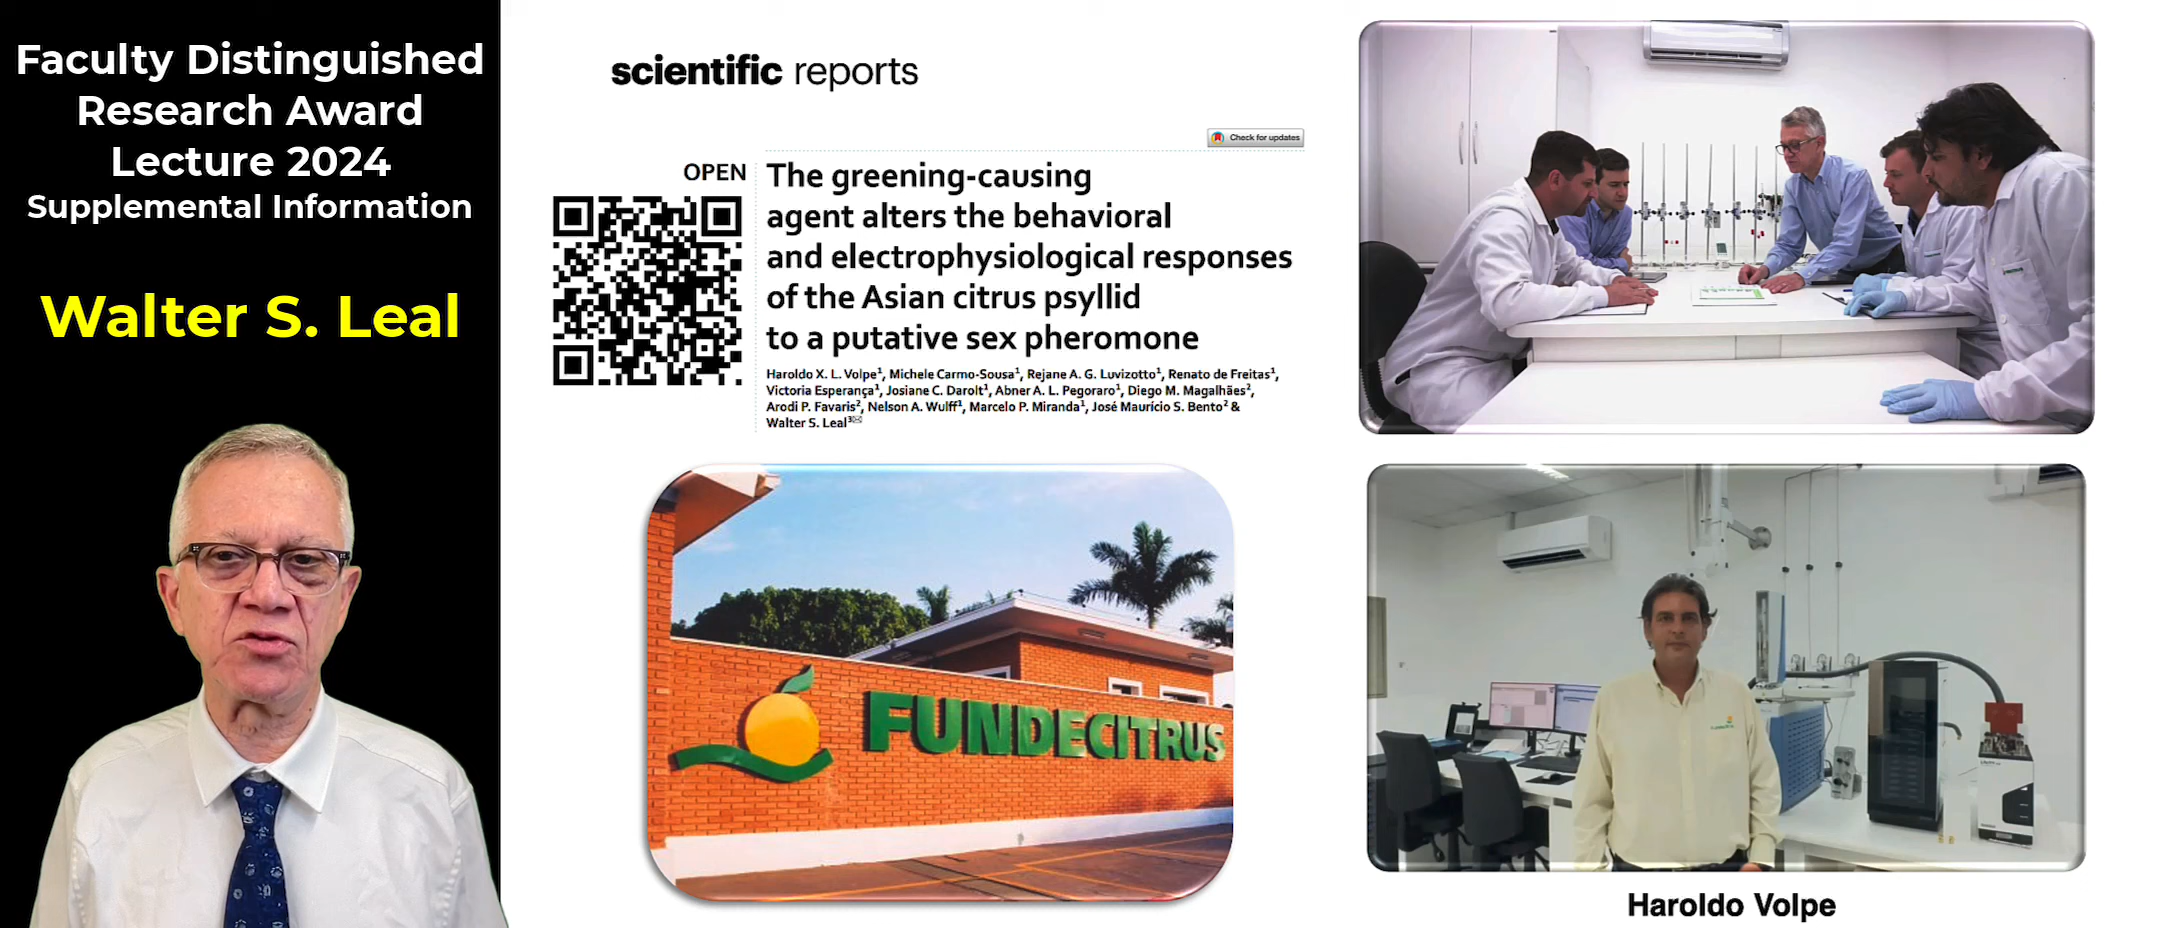 Faculty Distinguished
Research Award
Lecture 2024
Supplemental Information
Walter S. Leal
scientific reports
Check for updates
OPEN
The greening-causing
agent alters the behavioral
and electrophysiological responses
of the Asian citrus psyllid
to a putative sex pheromone
Haroldo X. L. Volpe¹, Michele Carmo-Sousa¹, Rejane A. G. Luvizotto¹, Renato de Freitas¹,
Victoria Esperança¹, Josiane C. Darolt¹, Abner A. L. Pegoraro¹, Diego M. Magalhães²,
Arodi P. Favaris², Nelson A. Wulff¹, Marcelo P. Miranda¹, José Maurício S. Bento² &
Walter S. Leal³✉
FUNDECITRUS
Haroldo Volpe